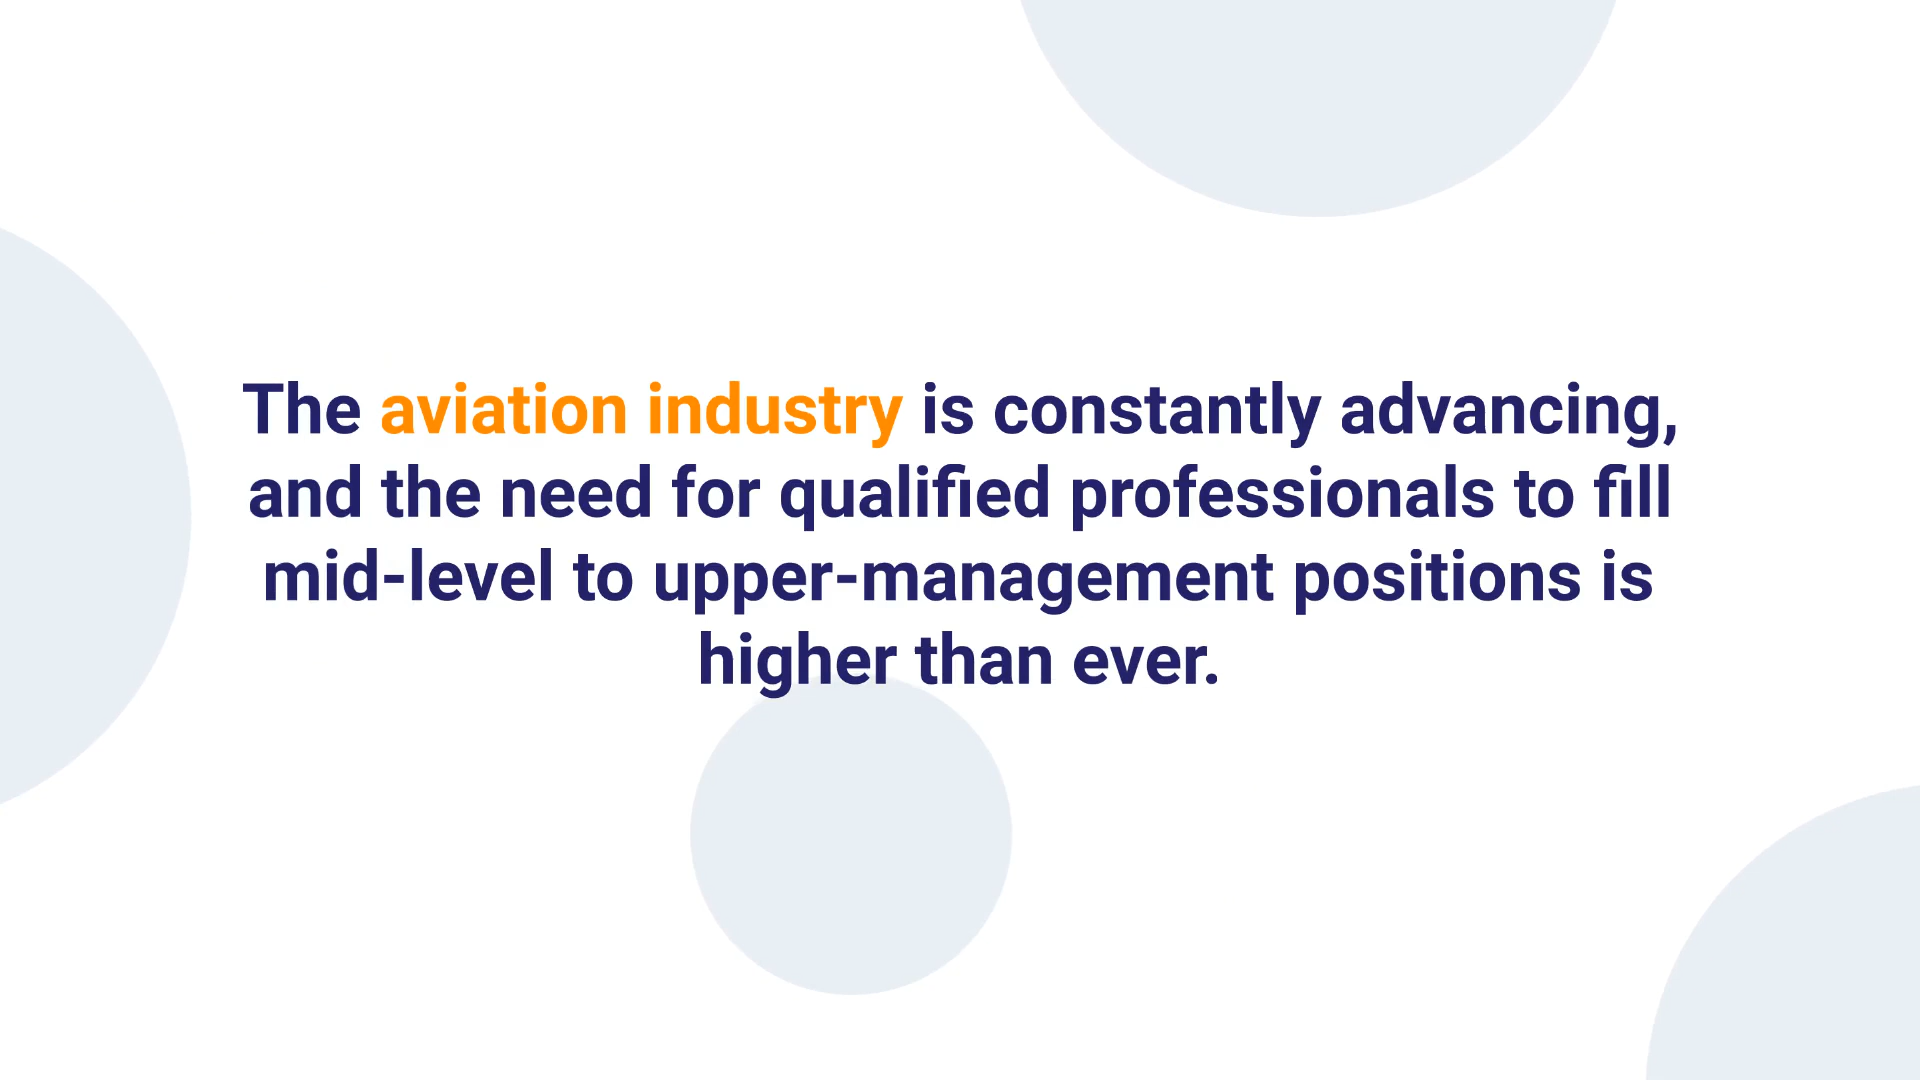 The aviation industry is constantly advancing,
and the need for qualified professionals to fill
mid-level to upper-management positions is
higher than ever.